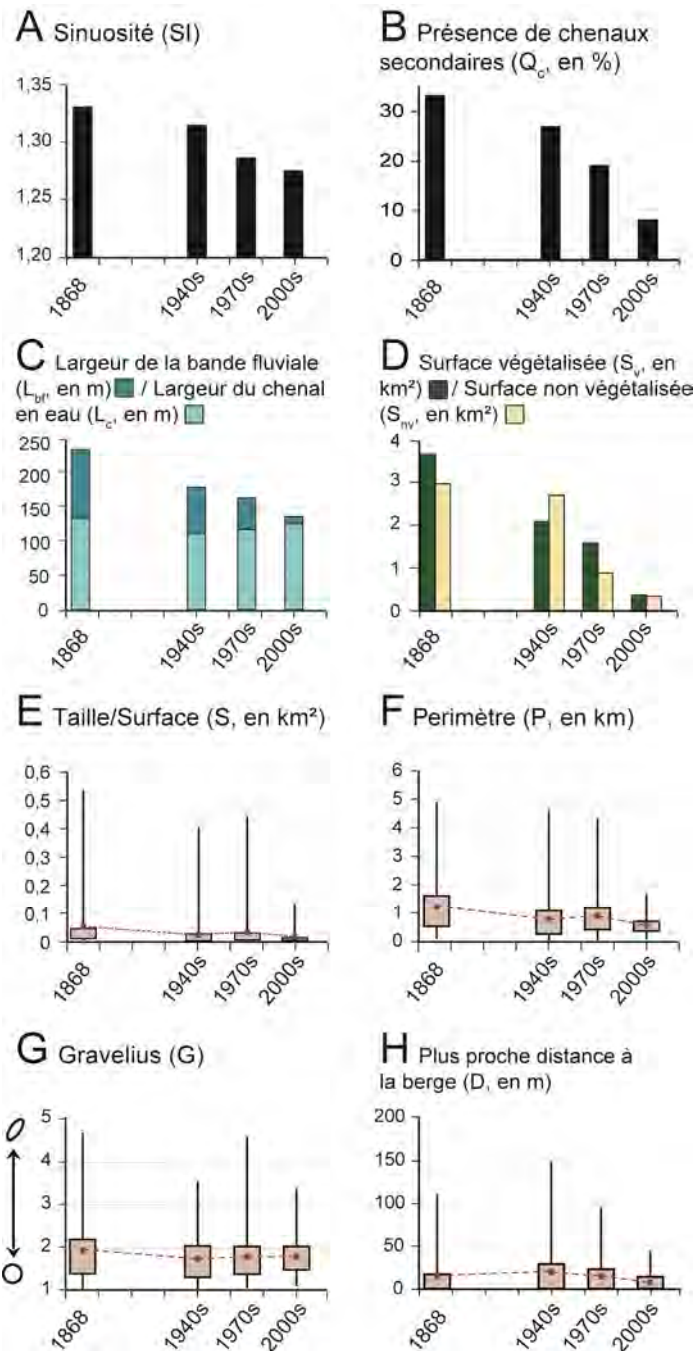 A Sinuosité (SI)
1,35
1,30
1,25
1,20
1868
1940s
1970s
2000s
B Présence de chenaux
secondaires (Qc, en %)
30
20
10
0
1868
1940s
1970s
2000s
C Largeur de la bande fluviale
(Lbf, en m) / Largeur du chenal
en eau (Lc, en m)
250
200
150
100
50
0
1868
1940s
1970s
2000s
D Surface végétalisée (Sv, en
km²) / Surface non végétalisée
(Snv, en km²)
4
3
2
1
0
1868
1940s
1970s
2000s
E Taille/Surface (S, en km²)
0,6
0,5
0,4
0,3
0,2
0,1
0
1868
1940s
1970s
2000s
F Perimètre (P, en km)
6
5
4
3
2
1
0
1868
1940s
1970s
2000s
G Gravelius (G)
5
4
3
2
1
1868
1940s
1970s
2000s
H Plus proche distance à
la berge (D, en m)
200
150
100
50
0
1868
1940s
1970s
2000s